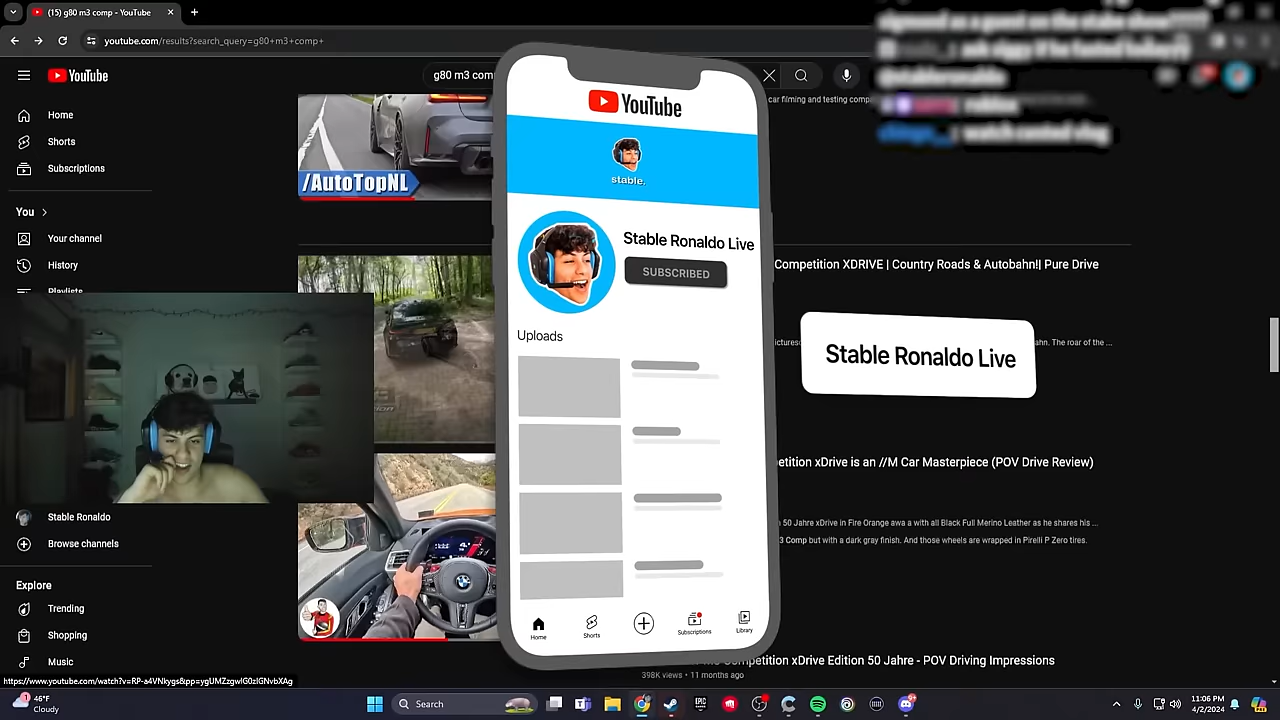 (15) g80 m3 comp - YouTube
youtube.com/results?search_query=g80+m3+comp+
YouTube
g80 m3 com
Home
Shorts
Subscriptions
You
Your channel
History
Playlists
Stable Ronaldo
Browse channels
Explore
Trending
Shopping
Music
https://www.youtube.com/watch?v=RP-a4VNkygs&pp=ygUMZzgwIG0zIGNvbXAg
/AutoTopNL
car filming and testing comp
Competition XDRIVE | Country Roads & Autobahn!| Pure Drive
ahn. The roar of the ...
xDrive is an //M Car Masterpiece (POV Drive Review)
50 Jahre xDrive in Fire Orange awa a with all Black Full Merino Leather as he shares his ...
Comp but with a dark gray finish. And those wheels are wrapped in Pirelli P Zero tires.
Competition xDrive Edition 50 Jahre - POV Driving Impressions
398K views • 11 months ago
YouTube
stable.
Stable Ronaldo Live
SUBSCRIBED
Uploads
Home
Shorts
Subscriptions
Library
Stable Ronaldo Live
watch conted vlog
46°F
Cloudy
Search
11:06 PM
4/2/2024